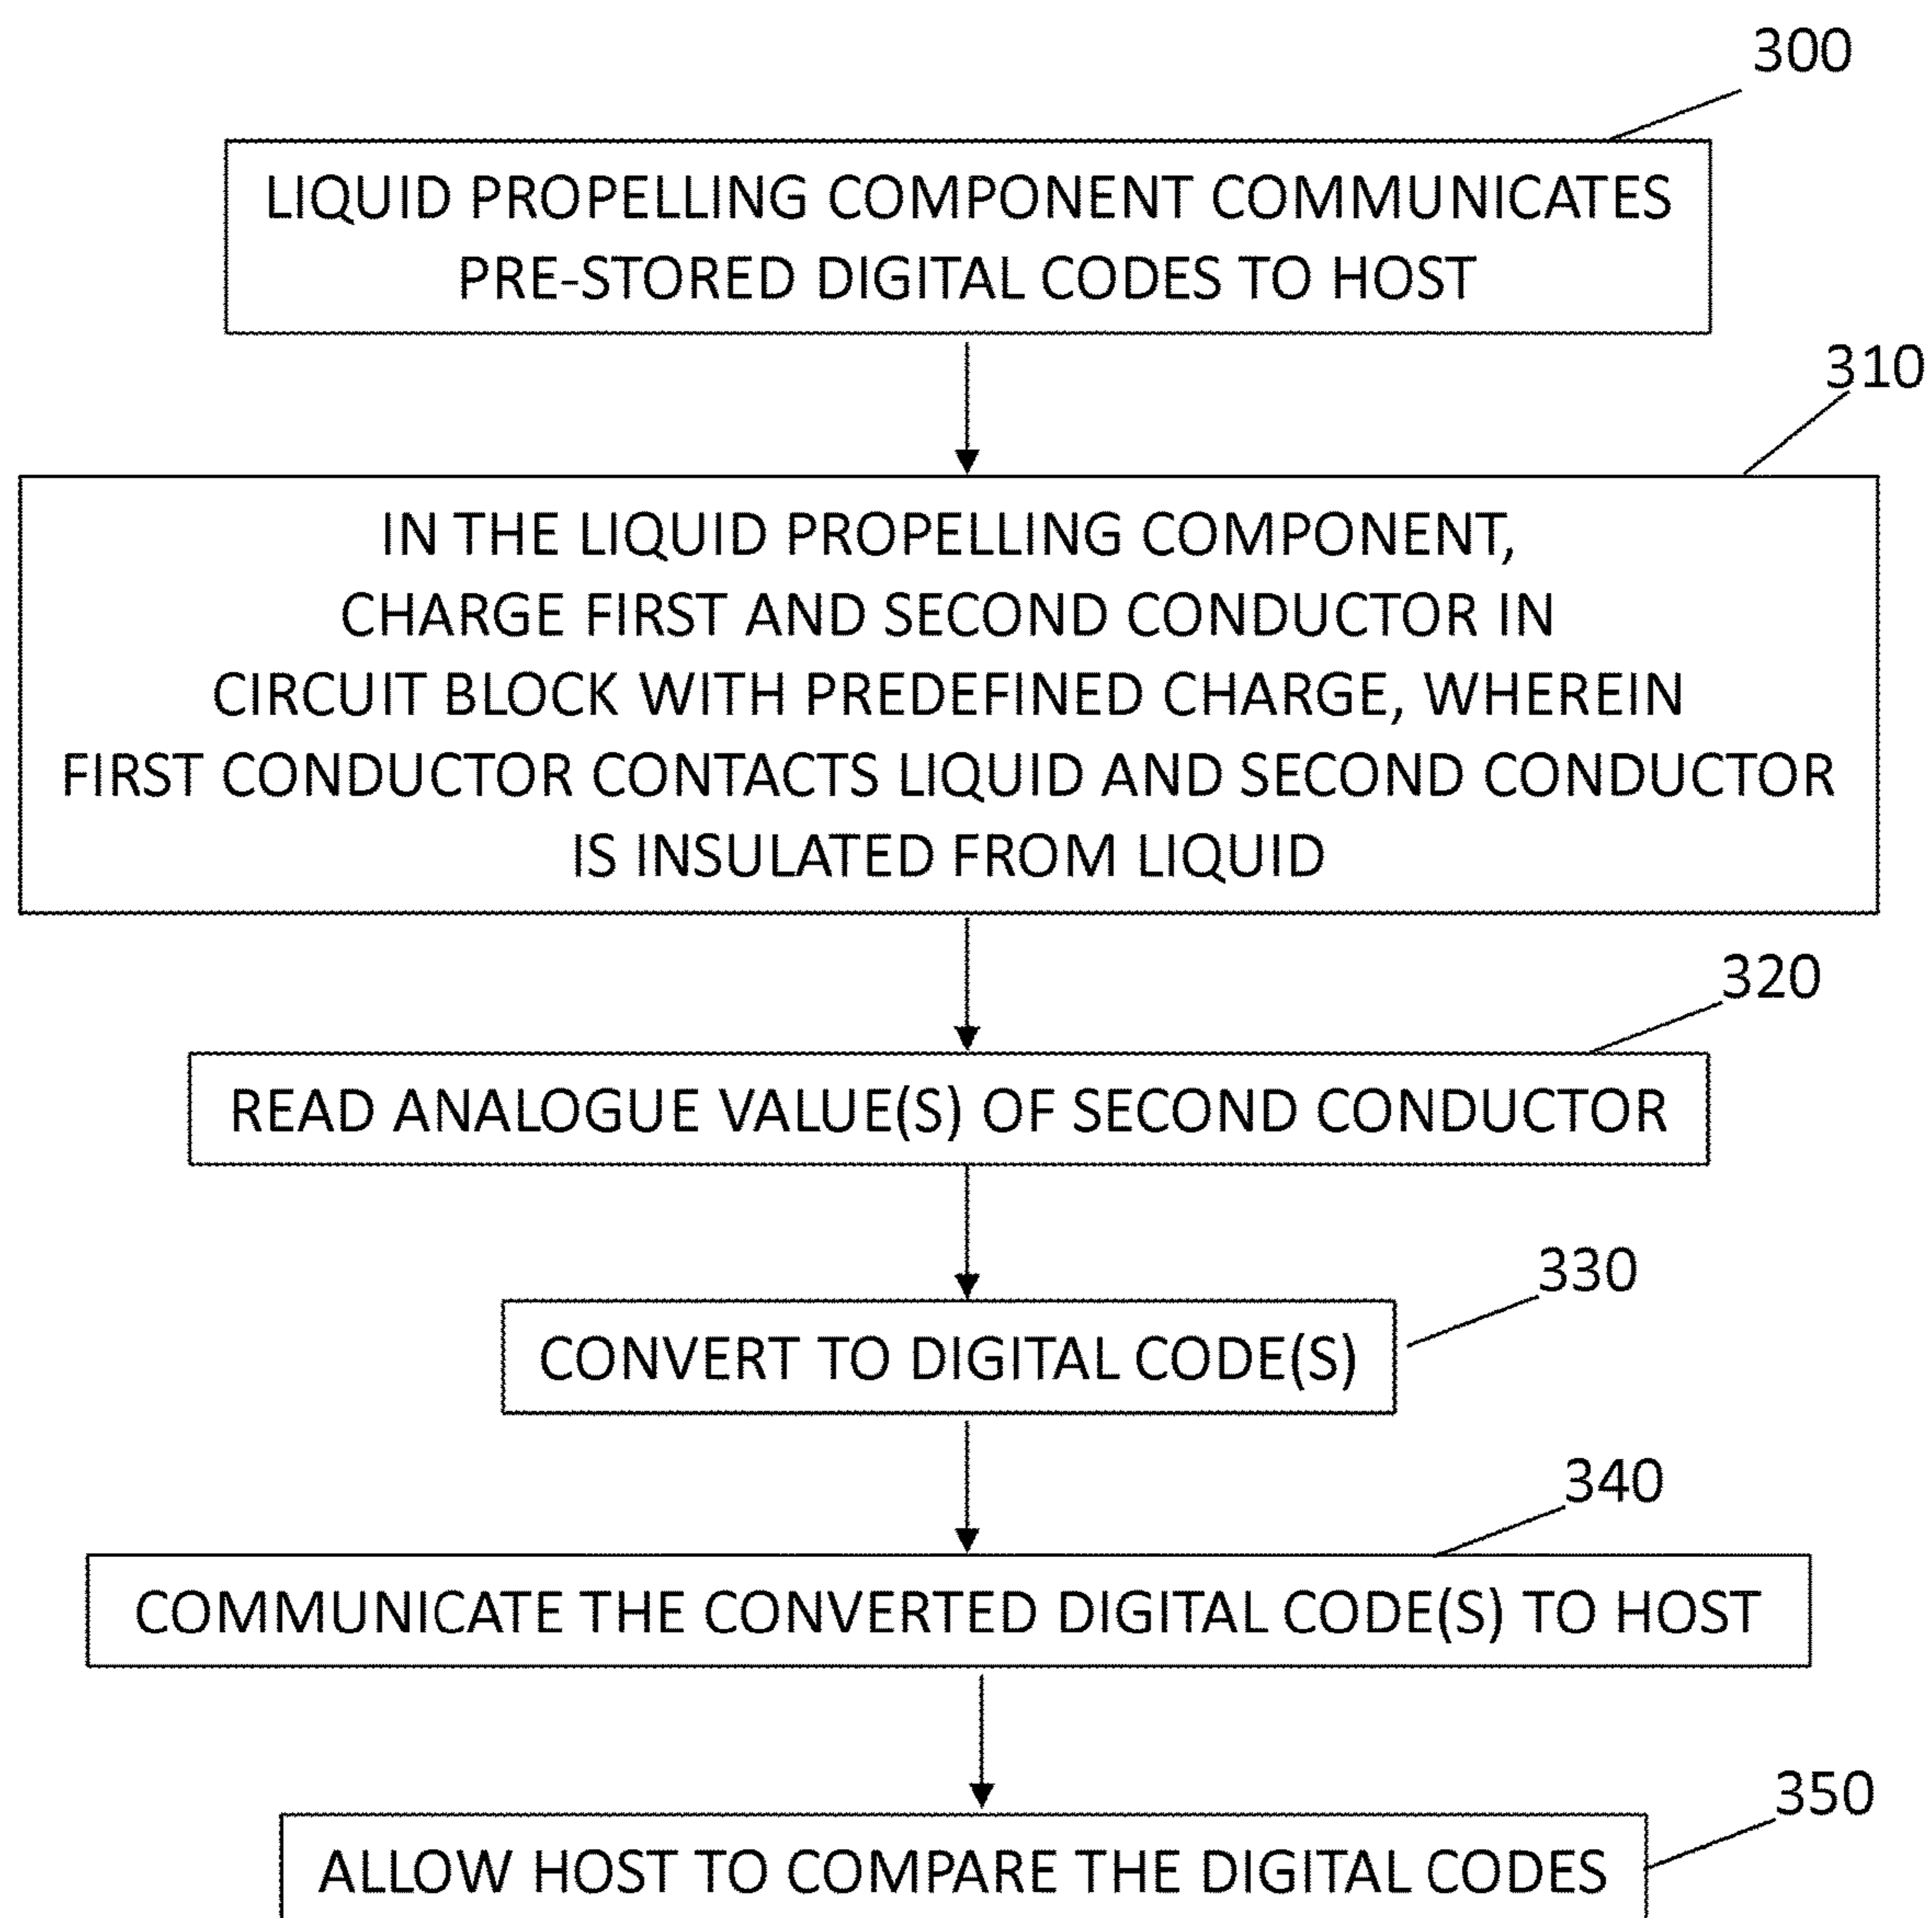 300
LIQUID PROPELLING COMPONENT COMMUNICATES
PRE-STORED DIGITAL CODES TO HOST
310
IN THE LIQUID PROPELLING COMPONENT,
CHARGE FIRST AND SECOND CONDUCTOR IN
CIRCUIT BLOCK WITH PREDEFINED CHARGE, WHEREIN
FIRST CONDUCTOR CONTACTS LIQUID AND SECOND CONDUCTOR
IS INSULATED FROM LIQUID
320
READ ANALOGUE VALUE(S) OF SECOND CONDUCTOR
330
CONVERT TO DIGITAL CODE(S)
340
COMMUNICATE THE CONVERTED DIGITAL CODE(S) TO HOST
350
ALLOW HOST TO COMPARE THE DIGITAL CODES